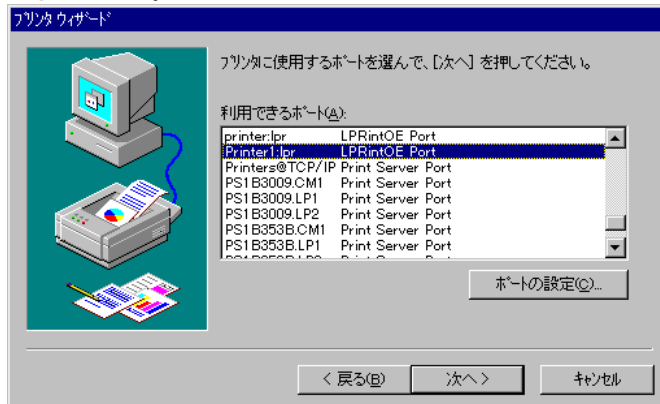 プリンタ ウィザード
プリンタに使用するポートを選んで、[次へ] を押してください。
利用できるポート(A):
printer:lpr LPRintOE Port
Printer1:lpr LPRintOE Port
Printers@TCP/IP Print Server Port
PS1B3009.CM1 Print Server Port
PS1B3009.LP1 Print Server Port
PS1B3009.LP2 Print Server Port
PS1B353B.CM1 Print Server Port
PS1B353B.LP1 Print Server Port
ポートの設定(C)...
< 戻る(B)
次へ >
キャンセル